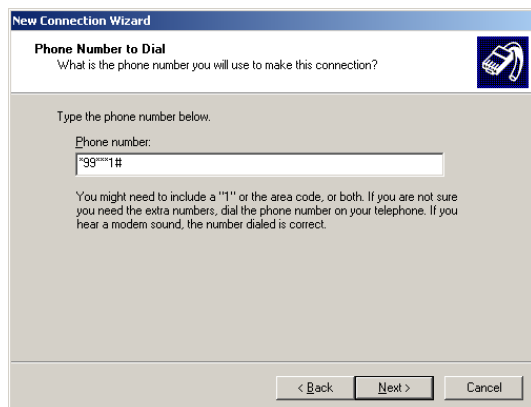 New Connection Wizard
Phone Number to Dial
What is the phone number you will use to make this connection?
Type the phone number below.
Phone number:
*99***1#
You might need to include a "1" or the area code, or both. If you are not sure
you need the extra numbers, dial the phone number on your telephone. If you
hear a modem sound, the number dialed is correct.
< Back
Next >
Cancel